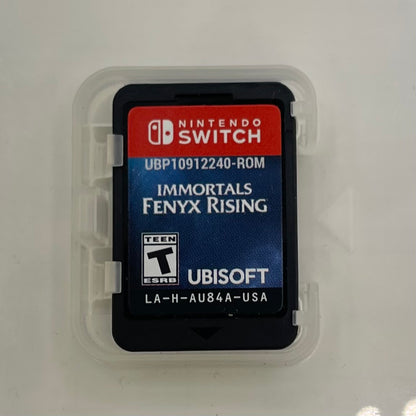 NINTENDO
SWITCH
UBP10912240-ROM
IMMORTALS
FENYX RISING
TEEN
T
ESRB
UBISOFT
LA-H-AU84A-USA